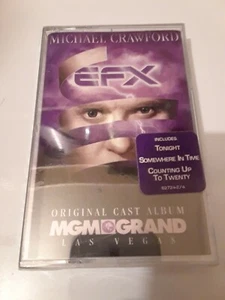 MICHAEL CRAWFORD
EFX
INCLUDES
TONIGHT
SOMEWHERE IN TIME
COUNTING UP
TO TWENTY
ORIGINAL CAST ALBUM
MGM GRAND
LAS VEGAS